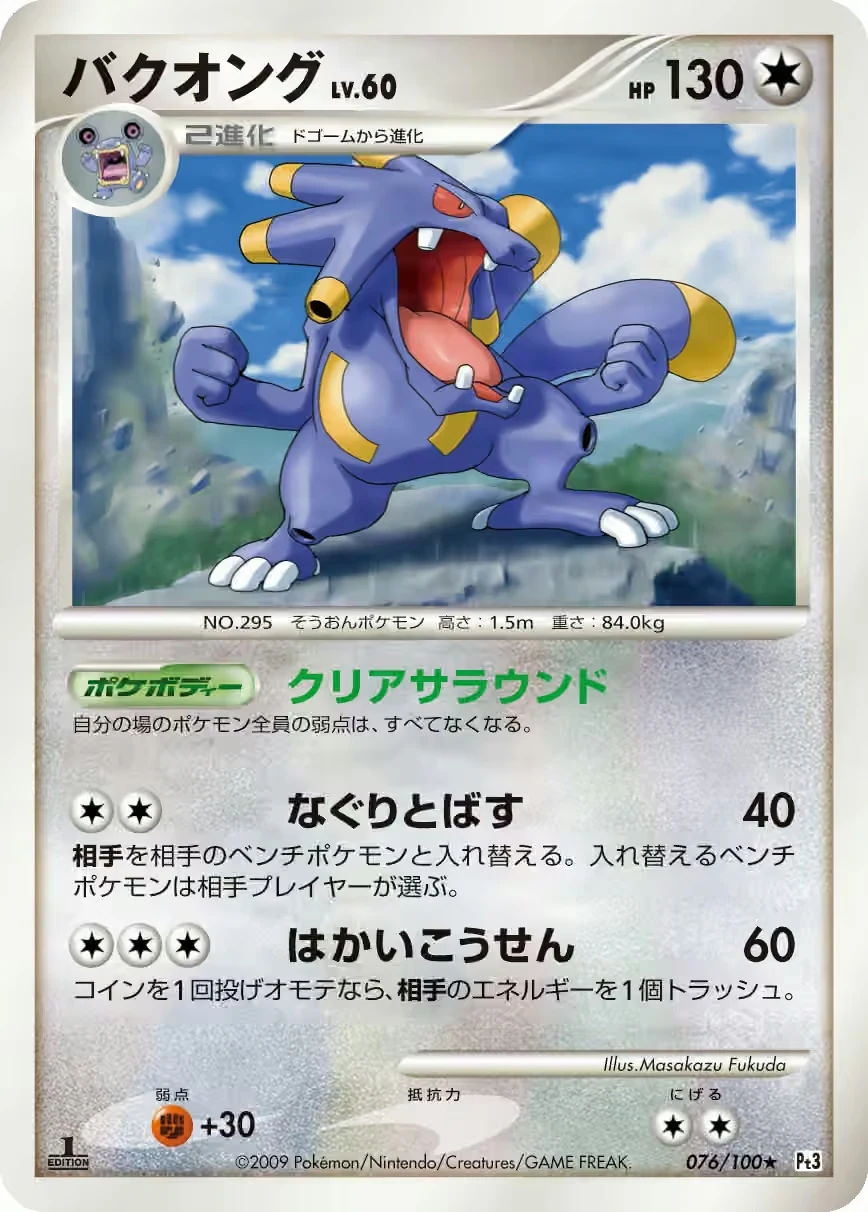 バクオング LV.60 HP 130
2進化 ドゴームから進化
NO.295 そうおんポケモン 高さ：1.5m 重さ：84.0kg
ポケボディー クリアサラウンド
自分の場のポケモン全員の弱点は、すべてなくなる。
なぐりとばす 40
相手を相手のベンチポケモンと入れ替える。入れ替えるベンチ
ポケモンは相手プレイヤーが選ぶ。
はかいこうせん 60
コインを1回投げオモテなら、相手のエネルギーを1個トラッシュ。
Illus.Masakazu Fukuda
弱点 抵抗力 にげる
+30
1 EDITION ©2009 Pokémon/Nintendo/Creatures/GAME FREAK. 076/100★ Pt3